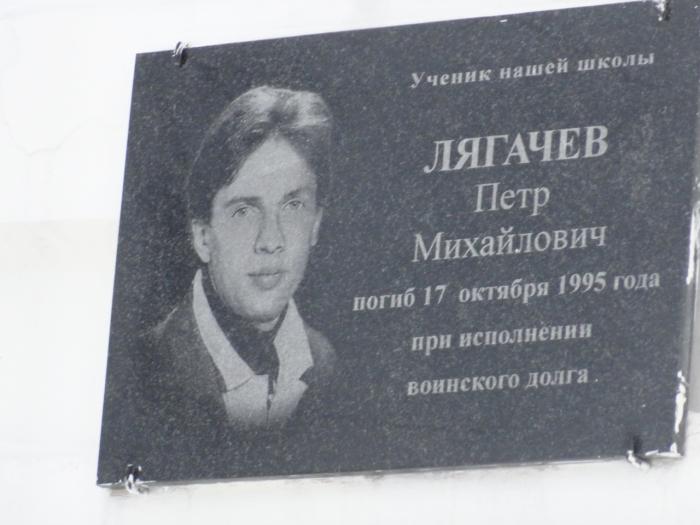 Ученик нашей школы
ЛЯГАЧЕВ
Петр
Михайлович
погиб 17 октября 1995 года
при исполнении
воинского долга